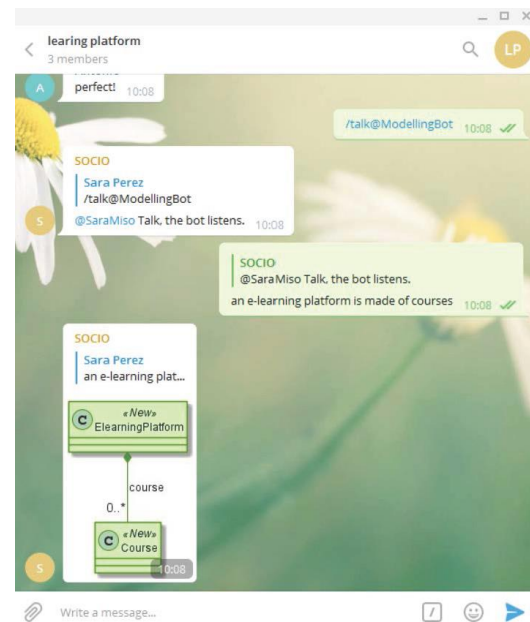 learing platform
3 members
LP
A
perfect! 10:08
/talk@ModellingBot 10:08
SOCIO
Sara Perez
/talk@ModellingBot
S
@SaraMiso Talk, the bot listens. 10:08
SOCIO
@SaraMiso Talk, the bot listens.
an e-learning platform is made of courses 10:08
SOCIO
Sara Perez
an e-learning plat...
C «New»
ElearningPlatform
course
0..*
C «New»
Course
S
10:08
Write a message...
/